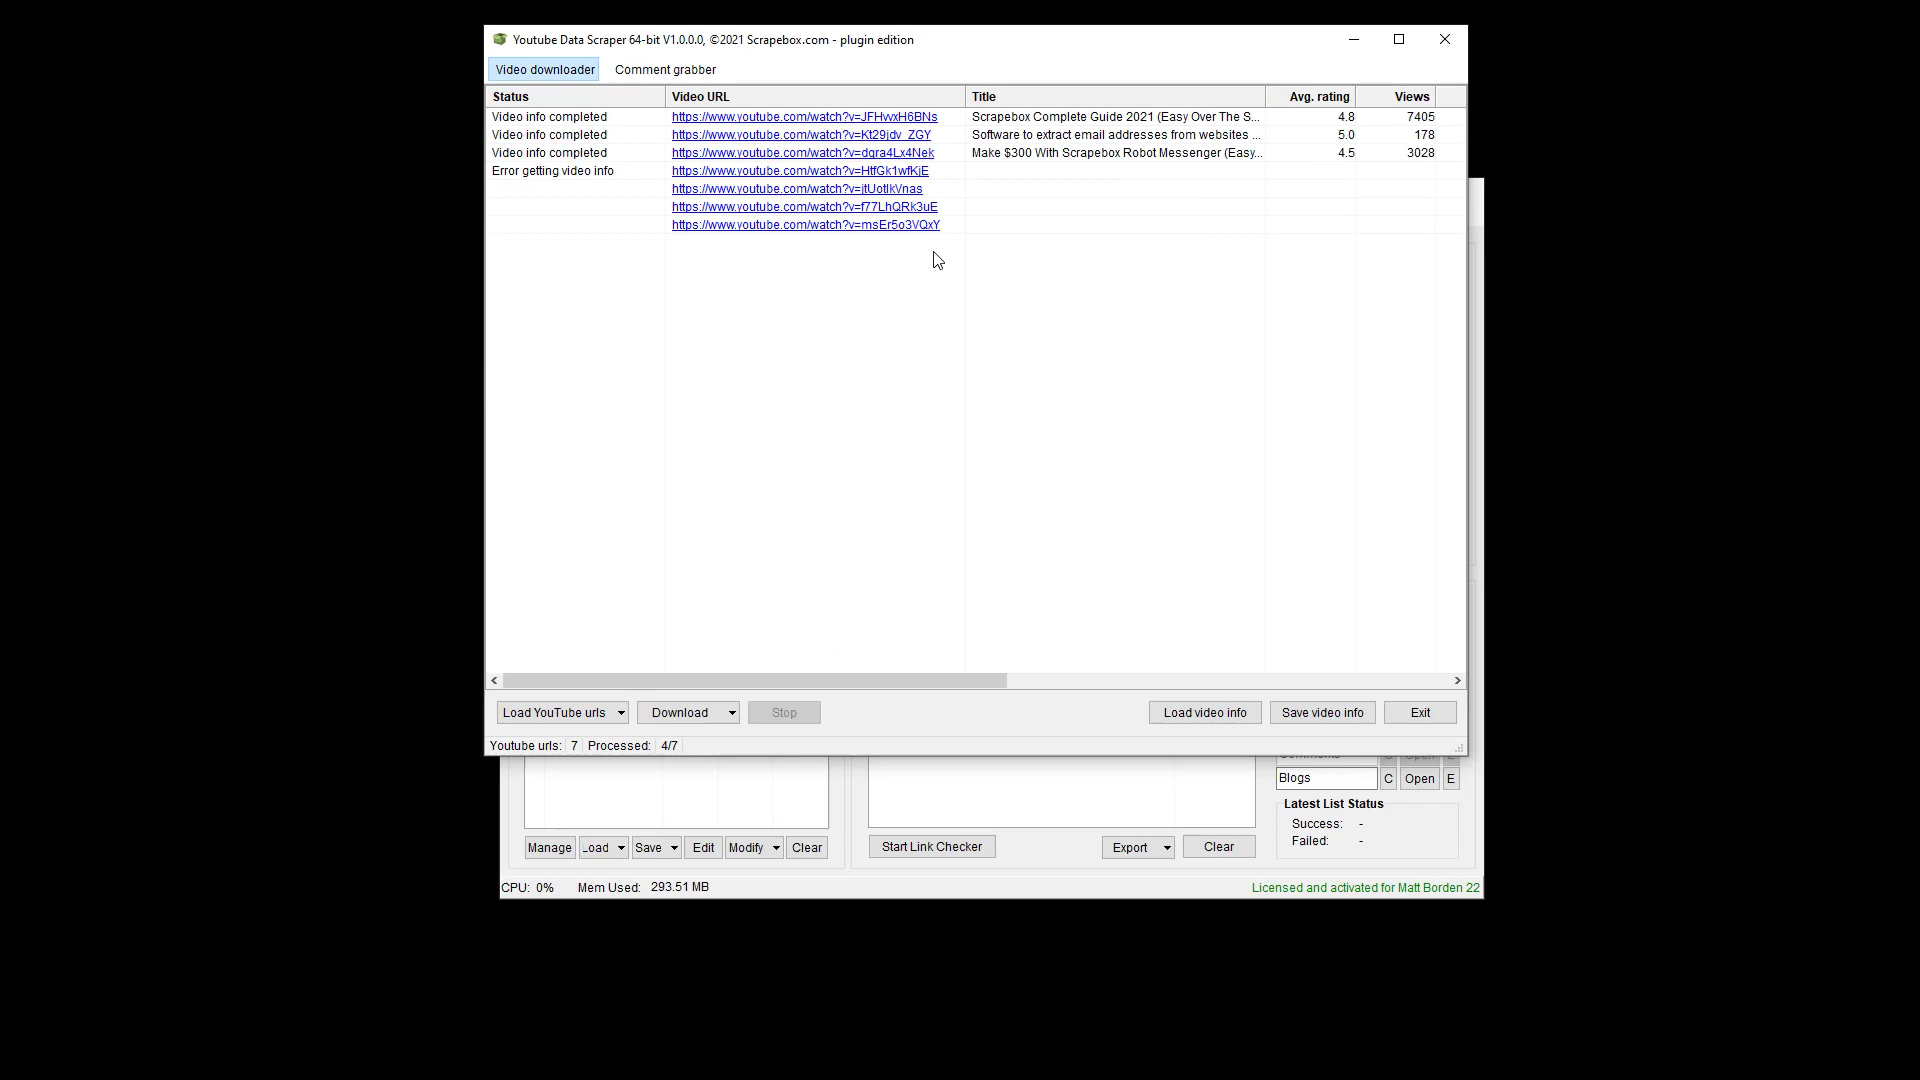 Youtube Data Scraper 64-bit V1.0.0.0, ©2021 Scrapebox.com - plugin edition
Video downloader Comment grabber
Status Video URL Title Avg. rating Views
Video info completed https://www.youtube.com/watch?v=JFHvvxH6BNs Scrapebox Complete Guide 2021 (Easy Over The S... 4.8 7405
Video info completed https://www.youtube.com/watch?v=Kt29jdv_ZGY Software to extract email addresses from websites ... 5.0 178
Video info completed https://www.youtube.com/watch?v=dqra4Lx4Nek Make $300 With Scrapebox Robot Messenger (Easy... 4.5 3028
Error getting video info https://www.youtube.com/watch?v=HtfGk1wfKjE
https://www.youtube.com/watch?v=jtUotlkVnas
https://www.youtube.com/watch?v=f77LhQRk3uE
https://www.youtube.com/watch?v=msEr5o3VQxY
Load YouTube urls Download Stop Load video info Save video info Exit
Youtube urls: 7 Processed: 4/7
Comments C Open E
Blogs C Open E
Latest List Status
Success: -
Failed: -
Manage Load Save Edit Modify Clear Start Link Checker Export Clear
CPU: 0% Mem Used: 293.51 MB Licensed and activated for Matt Borden 22